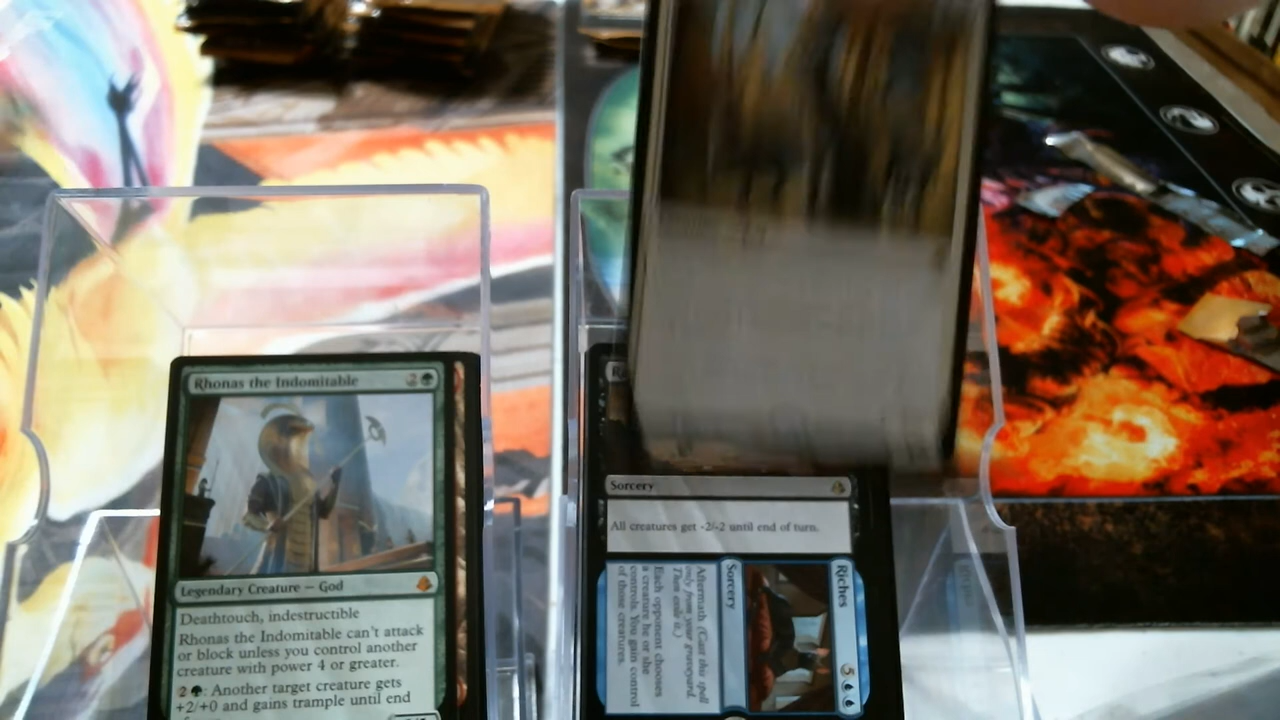 Rhonas the Indomitable 2
Legendary Creature — God
Deathtouch, indestructible
Rhonas the Indomitable can't attack
or block unless you control another
creature with power 4 or greater.
2 : Another target creature gets
+2/+0 and gains trample until end
Sorcery
All creatures get -2/-2 until end of turn.
Riches 5
Sorcery
Aftermath (Cast this spell
only from your graveyard.
Then exile it.)
Each opponent chooses
a creature he or she
controls. You gain control
of those creatures.